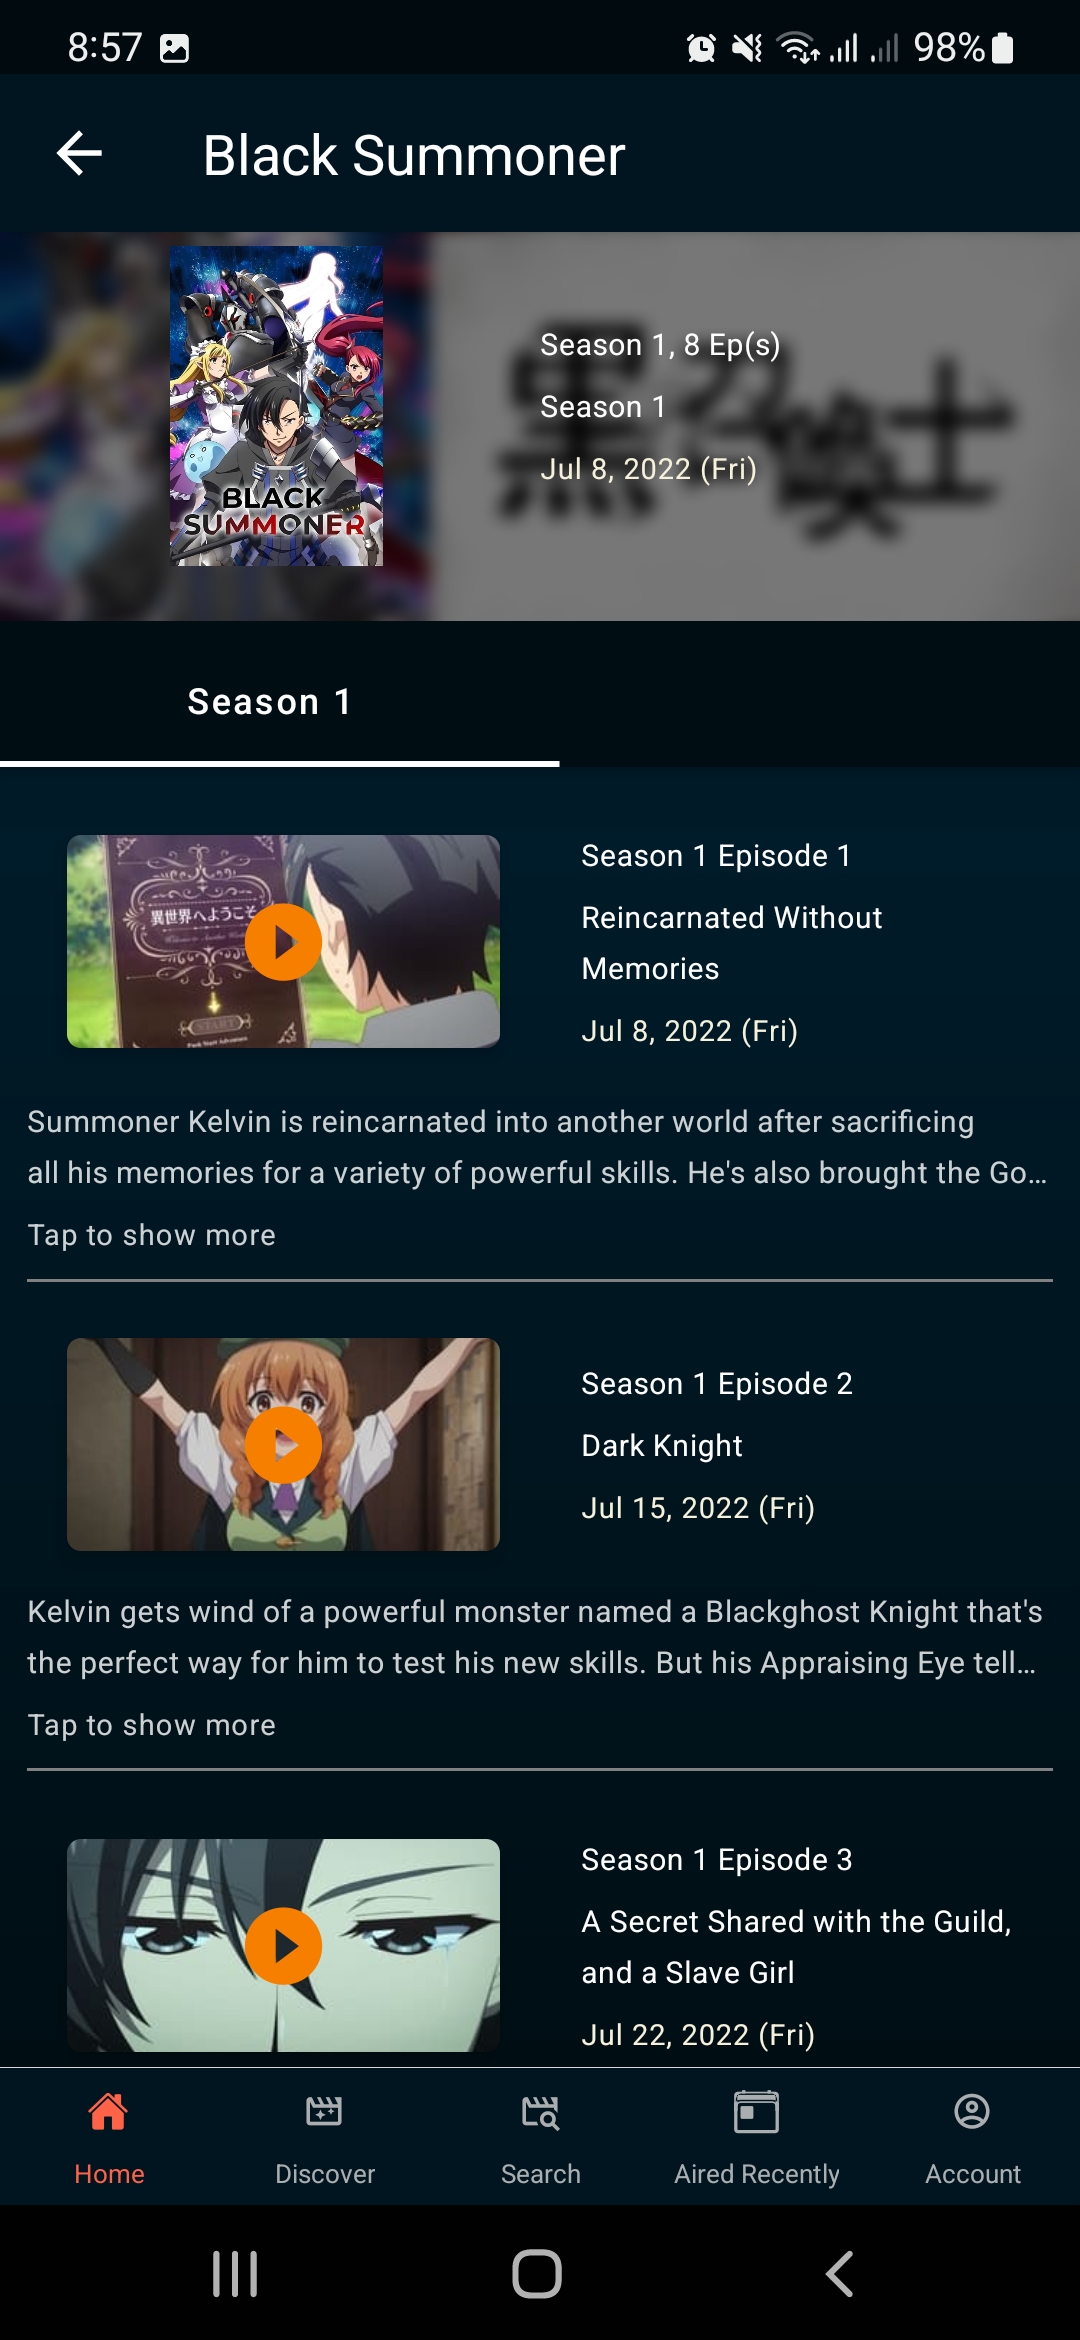 8:57
98%
Black Summoner
BLACK
SUMMONER
黒の召喚士
Season 1, 8 Ep(s)
Season 1
Jul 8, 2022 (Fri)
Season 1
異世界へようこそ
START
Season 1 Episode 1
Reincarnated Without
Memories
Jul 8, 2022 (Fri)
Summoner Kelvin is reincarnated into another world after sacrificing
all his memories for a variety of powerful skills. He's also brought the Go…
Tap to show more
Season 1 Episode 2
Dark Knight
Jul 15, 2022 (Fri)
Kelvin gets wind of a powerful monster named a Blackghost Knight that's
the perfect way for him to test his new skills. But his Appraising Eye tell…
Tap to show more
Season 1 Episode 3
A Secret Shared with the Guild,
and a Slave Girl
Jul 22, 2022 (Fri)
Home
Discover
Search
Aired Recently
Account